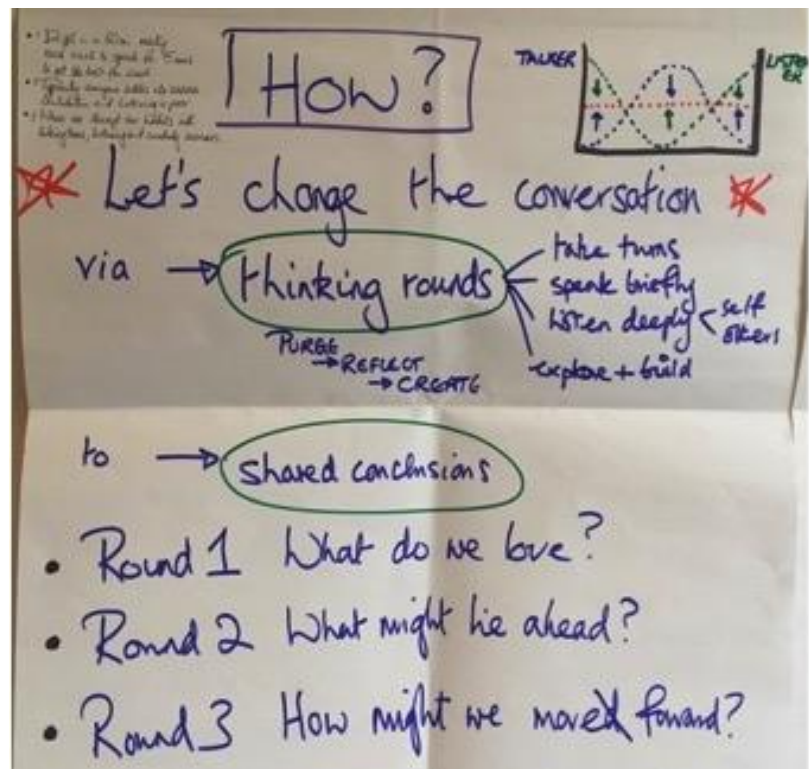 How?
TALKER
LISTENER
Let's change the conversation
via → thinking rounds
take turns
speak briefly
listen deeply < self
others
explore + build
PURGE
→ REFLECT
→ CREATE
to → shared conclusions
• Round 1 What do we love?
• Round 2 What might lie ahead?
• Round 3 How might we move forward?